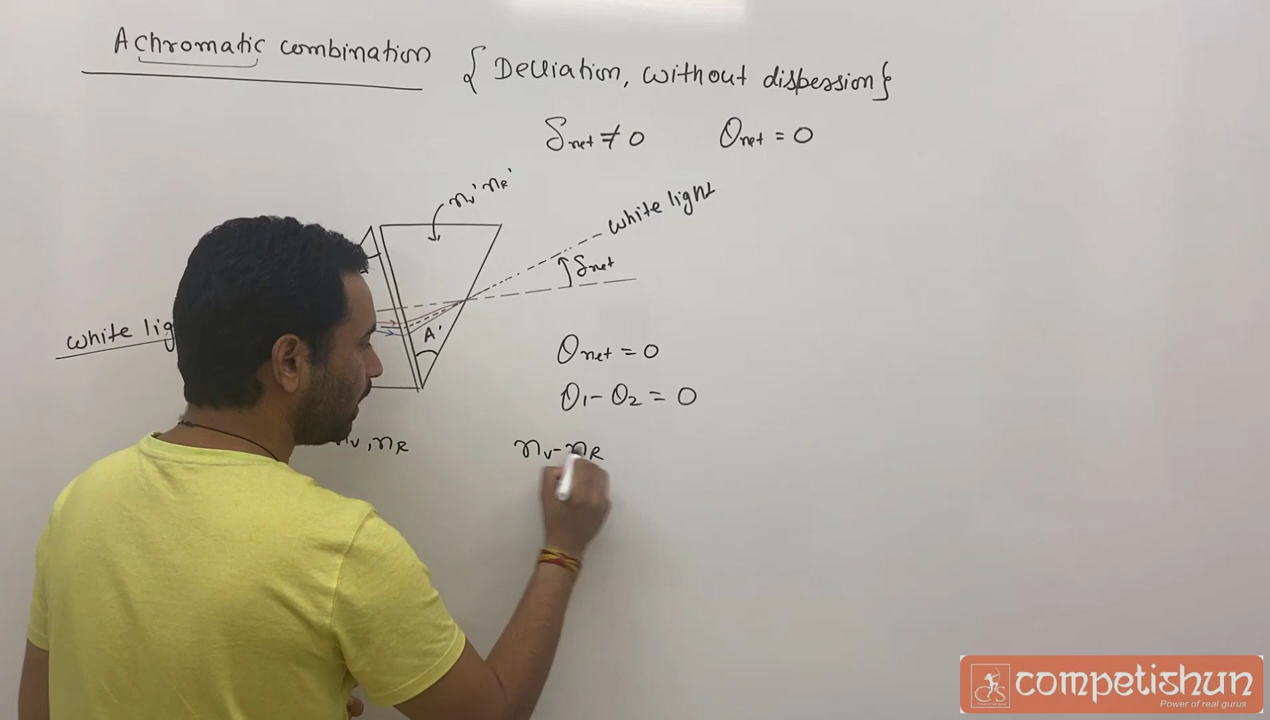 Achromatic combination { Deviation, without dispersion}
δnet ≠ 0 θnet = 0
nv' nR'
white light
δnet
white lig
A'
θnet = 0
θ1 - θ2 = 0
nv, nR
nv - nR
competishun
Power of real gurus